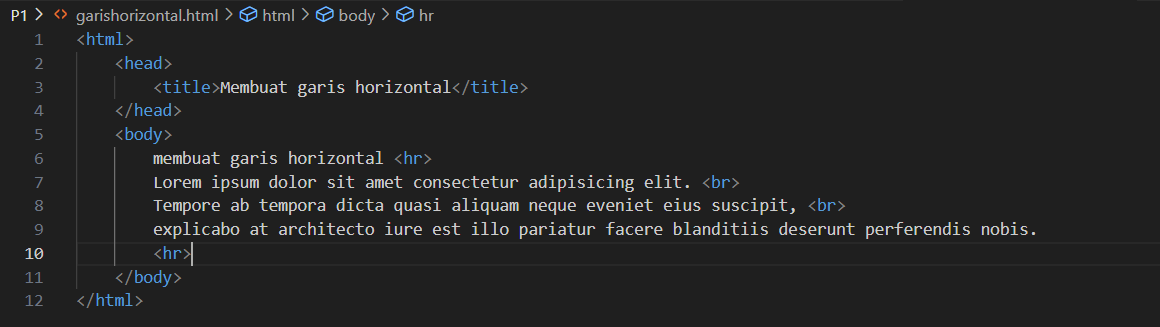 P1 > <> garishorizontal.html > html > body > hr
1 <html>
2 <head>
3 <title>Membuat garis horizontal</title>
4 </head>
5 <body>
6 membuat garis horizontal <hr>
7 Lorem ipsum dolor sit amet consectetur adipisicing elit. <br>
8 Tempore ab tempora dicta quasi aliquam neque eveniet eius suscipit, <br>
9 explicabo at architecto iure est illo pariatur facere blanditiis deserunt perferendis nobis.
10 <hr>
11 </body>
12 </html>